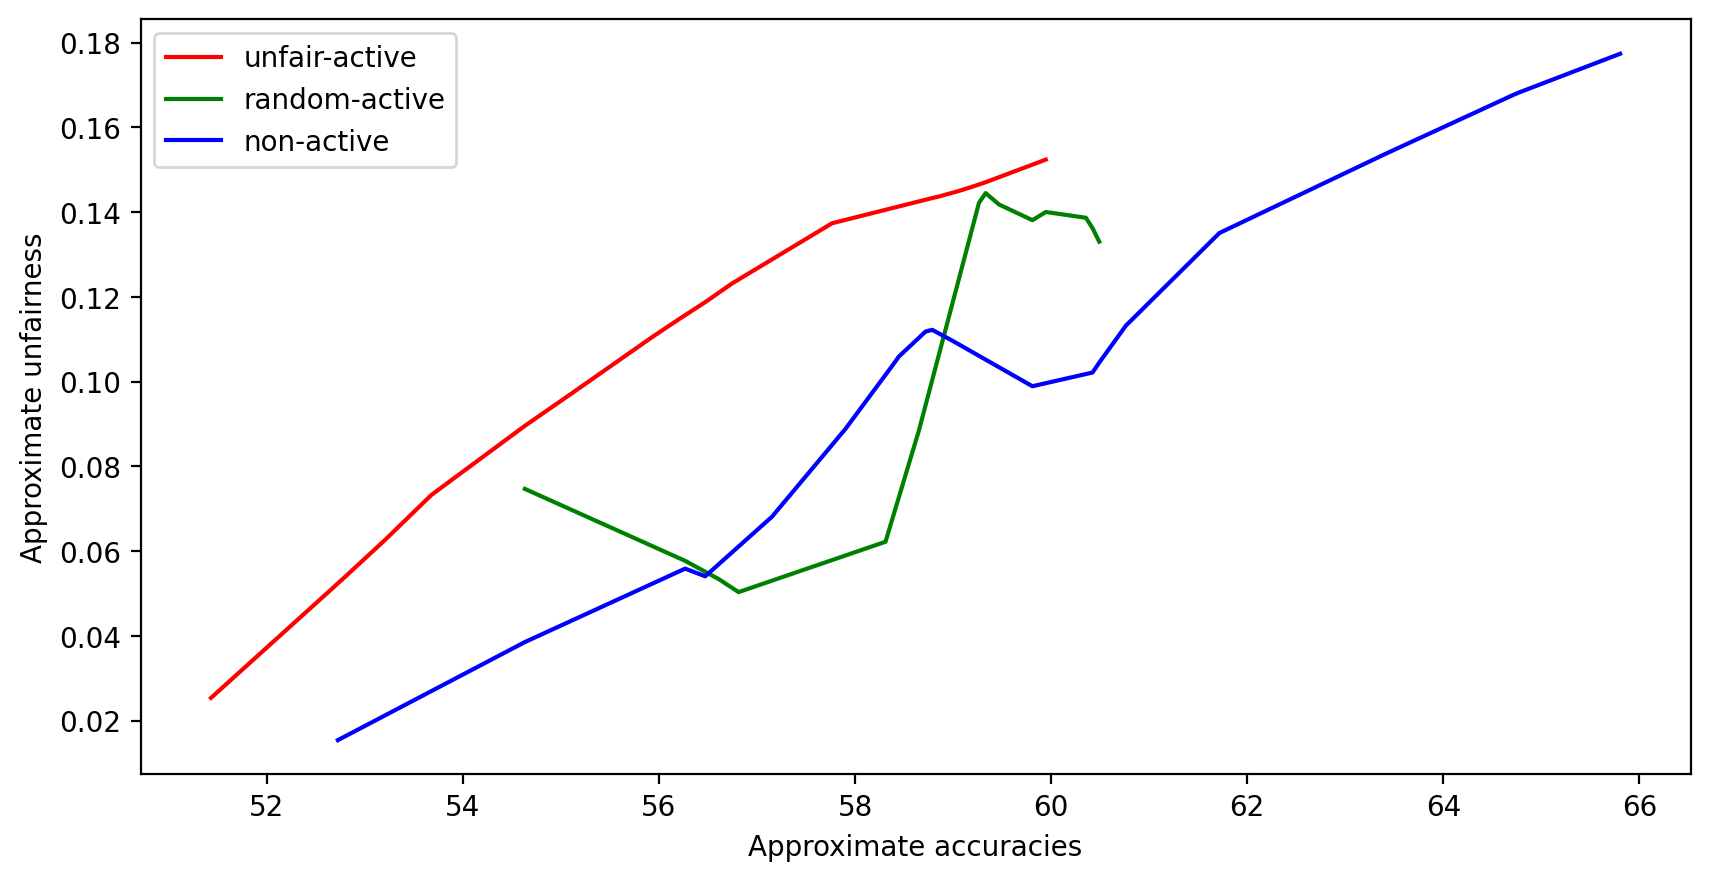 unfair-active
random-active
non-active
0.18
0.16
0.14
0.12
0.10
0.08
0.06
0.04
0.02
Approximate unfairness
52 54 56 58 60 62 64 66
Approximate accuracies